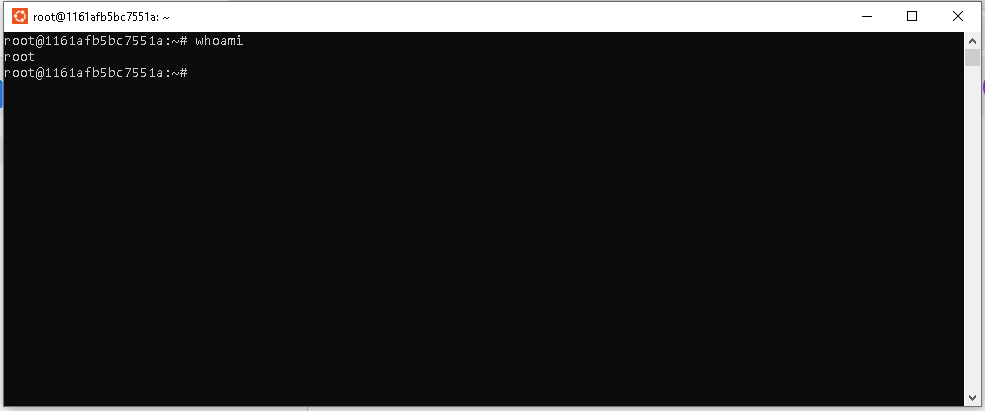 root@1161afb5bc7551a: ~
root@1161afb5bc7551a:~# whoami
root
root@1161afb5bc7551a:~#